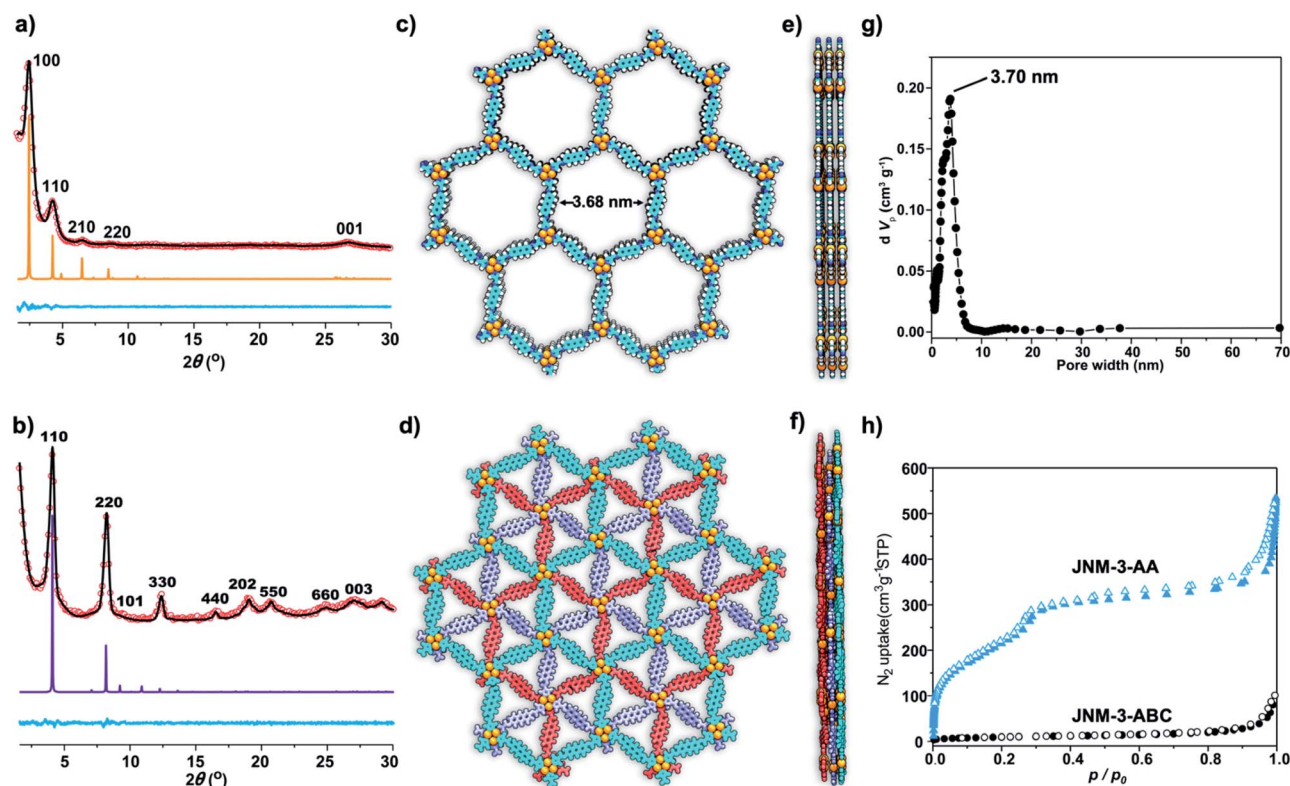 a)
100
110
210
220
001
5
10
15
20
25
30
2θ (°)
c)
3.68 nm
e)
g)
3.70 nm
0.20
0.15
0.10
0.05
0.00
d Vp (cm³ g⁻¹)
0
10
20
30
40
50
60
70
Pore width (nm)
b)
110
220
101
330
440
202
550
660
003
5
10
15
20
25
30
2θ (°)
d)
f)
h)
600
500
400
300
200
100
0
N₂ uptake(cm³g⁻¹STP)
JNM-3-AA
JNM-3-ABC
0.0
0.2
0.4
0.6
0.8
1.0
p / p₀